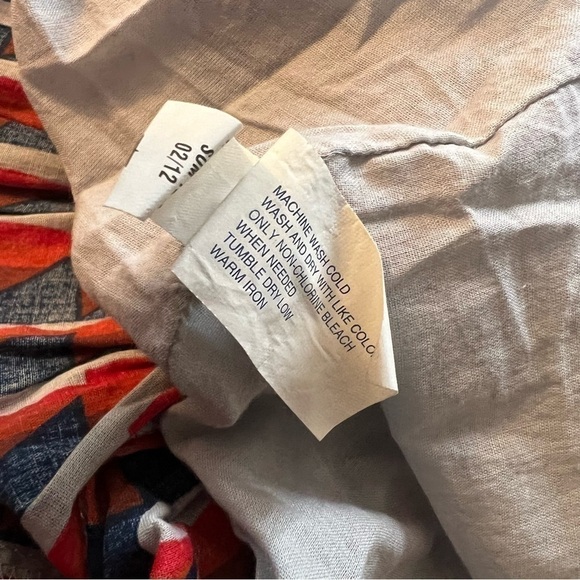 02/12
MACHINE WASH COLD
WASH AND DRY WITH LIKE COLO
ONLY NON-CHLORINE BLEACH
WHEN NEEDED
TUMBLE DRY LOW
WARM IRON